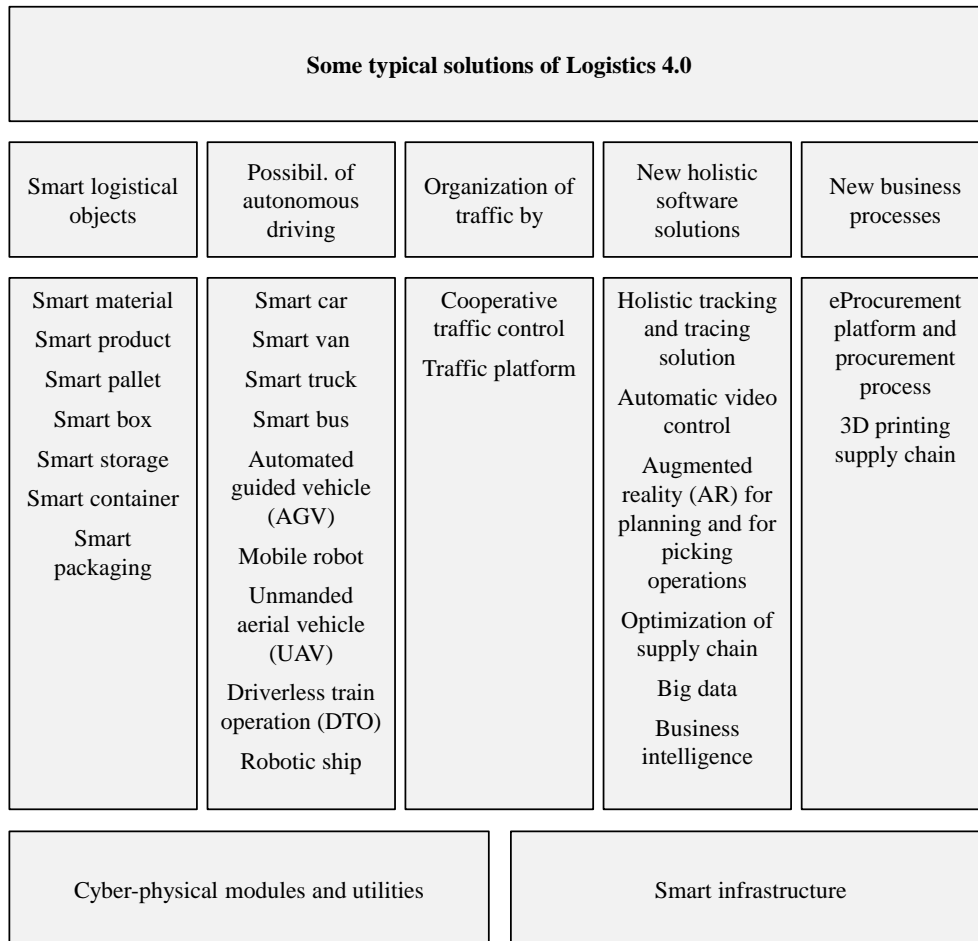 Some typical solutions of Logistics 4.0
Smart logistical
objects
Possibil. of
autonomous
driving
Organization of
traffic by
New holistic
software
solutions
New business
processes
Smart material
Smart product
Smart pallet
Smart box
Smart storage
Smart container
Smart
packaging
Smart car
Smart van
Smart truck
Smart bus
Automated
guided vehicle
(AGV)
Mobile robot
Unmanded
aerial vehicle
(UAV)
Driverless train
operation (DTO)
Robotic ship
Cooperative
traffic control
Traffic platform
Holistic tracking
and tracing
solution
Automatic video
control
Augmented
reality (AR) for
planning and for
picking
operations
Optimization of
supply chain
Big data
Business
intelligence
eProcurement
platform and
procurement
process
3D printing
supply chain
Cyber-physical modules and utilities
Smart infrastructure